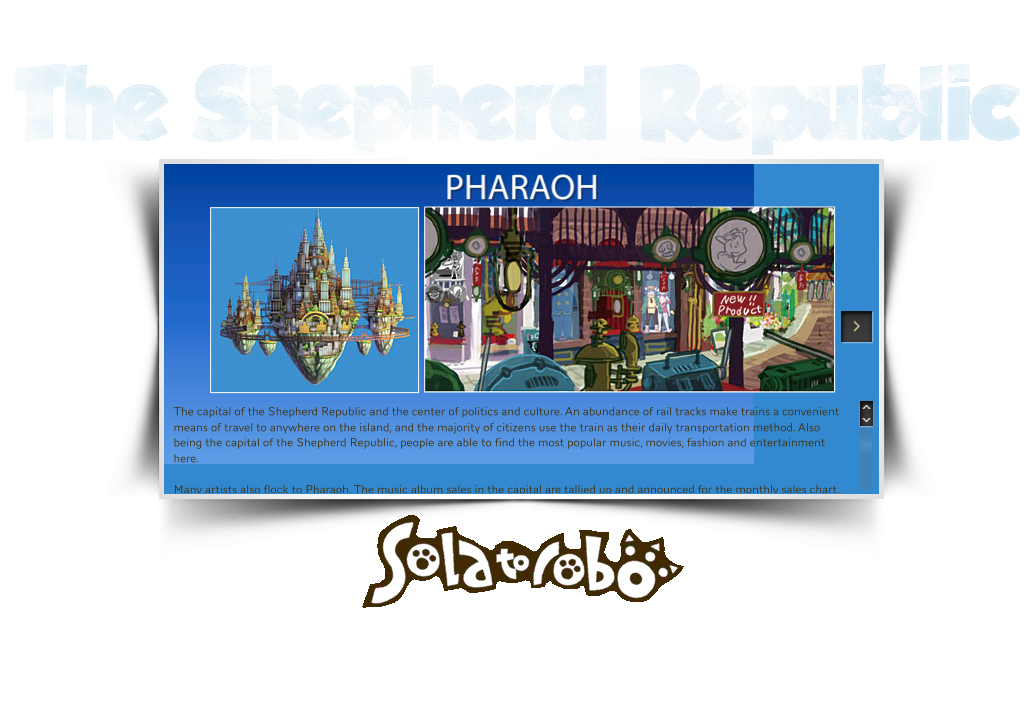 The Shepherd Republic
PHARAOH
New!!
Product
The capital of the Shepherd Republic and the center of politics and culture. An abundance of rail tracks make trains a convenient
means of travel to anywhere on the island, and the majority of citizens use the train as their daily transportation method. Also
being the capital of the Shepherd Republic, people are able to find the most popular music, movies, fashion and entertainment
here.
Many artists also flock to Pharaoh. The music album sales in the capital are tallied up and announced for the monthly sales chart.
Solatorobo